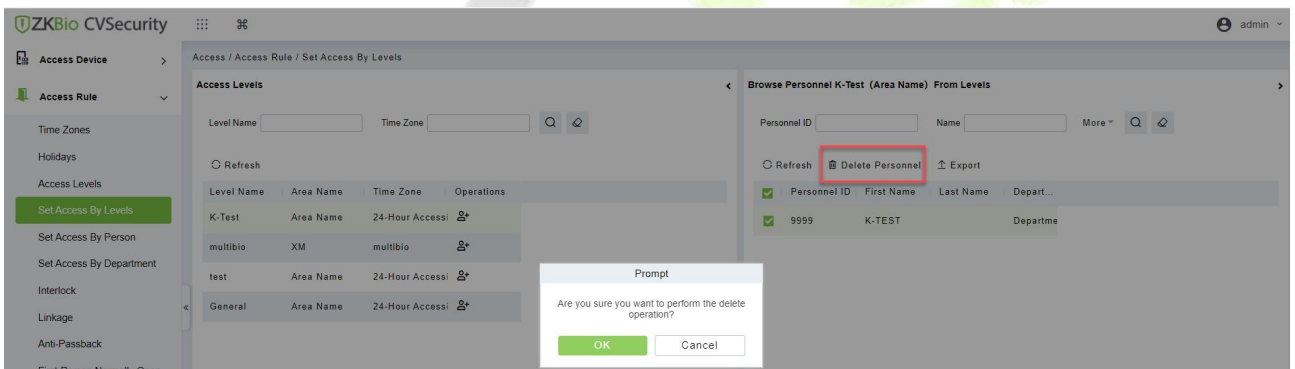 ZKBio CVSecurity
admin
Access Device
Access Rule
Time Zones
Holidays
Access Levels
Set Access By Levels
Set Access By Person
Set Access By Department
Interlock
Linkage
Anti-Passback
Access / Access Rule / Set Access By Levels
Access Levels
Level Name
Time Zone
Refresh
Level Name Area Name Time Zone Operations
K-Test Area Name 24-Hour Accessi
multibio XM multibio
test Area Name 24-Hour Accessi
General Area Name 24-Hour Accessi
Browse Personnel K-Test (Area Name) From Levels
Personnel ID
Name
More
Refresh Delete Personnel Export
Personnel ID First Name Last Name Depart...
9999 K-TEST Departme
Prompt
Are you sure you want to perform the delete
operation?
OK Cancel